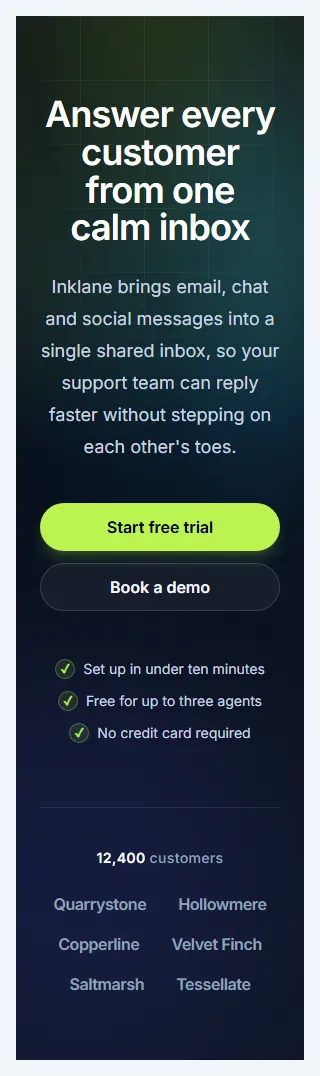 Answer every
customer
from one
calm inbox
Inklane brings email, chat
and social messages into a
single shared inbox, so your
support team can reply
faster without stepping on
each other's toes.
Start free trial
Book a demo
Set up in under ten minutes
Free for up to three agents
No credit card required
12,400 customers
Quarrystone Hollowmere
Copperline Velvet Finch
Saltmarsh Tessellate